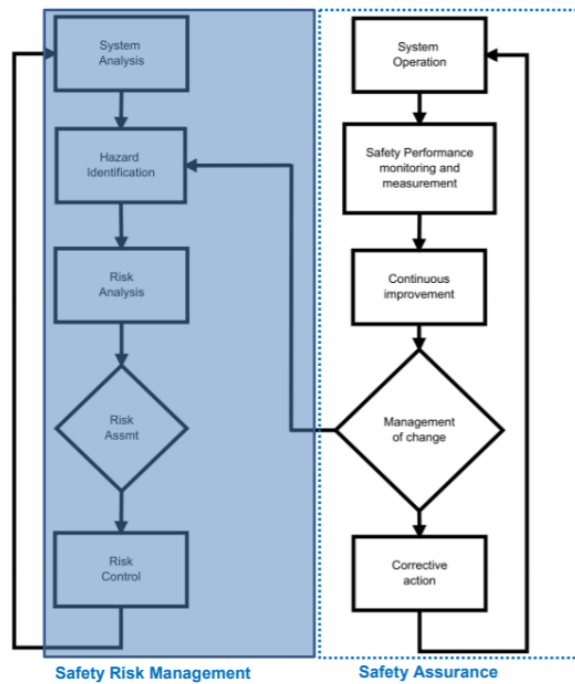 System
Analysis
Hazard
Identification
Risk
Analysis
Risk
Assmt
Risk
Control
Safety Risk Management
System
Operation
Safety Performance
monitoring and
measurement
Continuous
improvement
Management
of change
Corrective
action
Safety Assurance